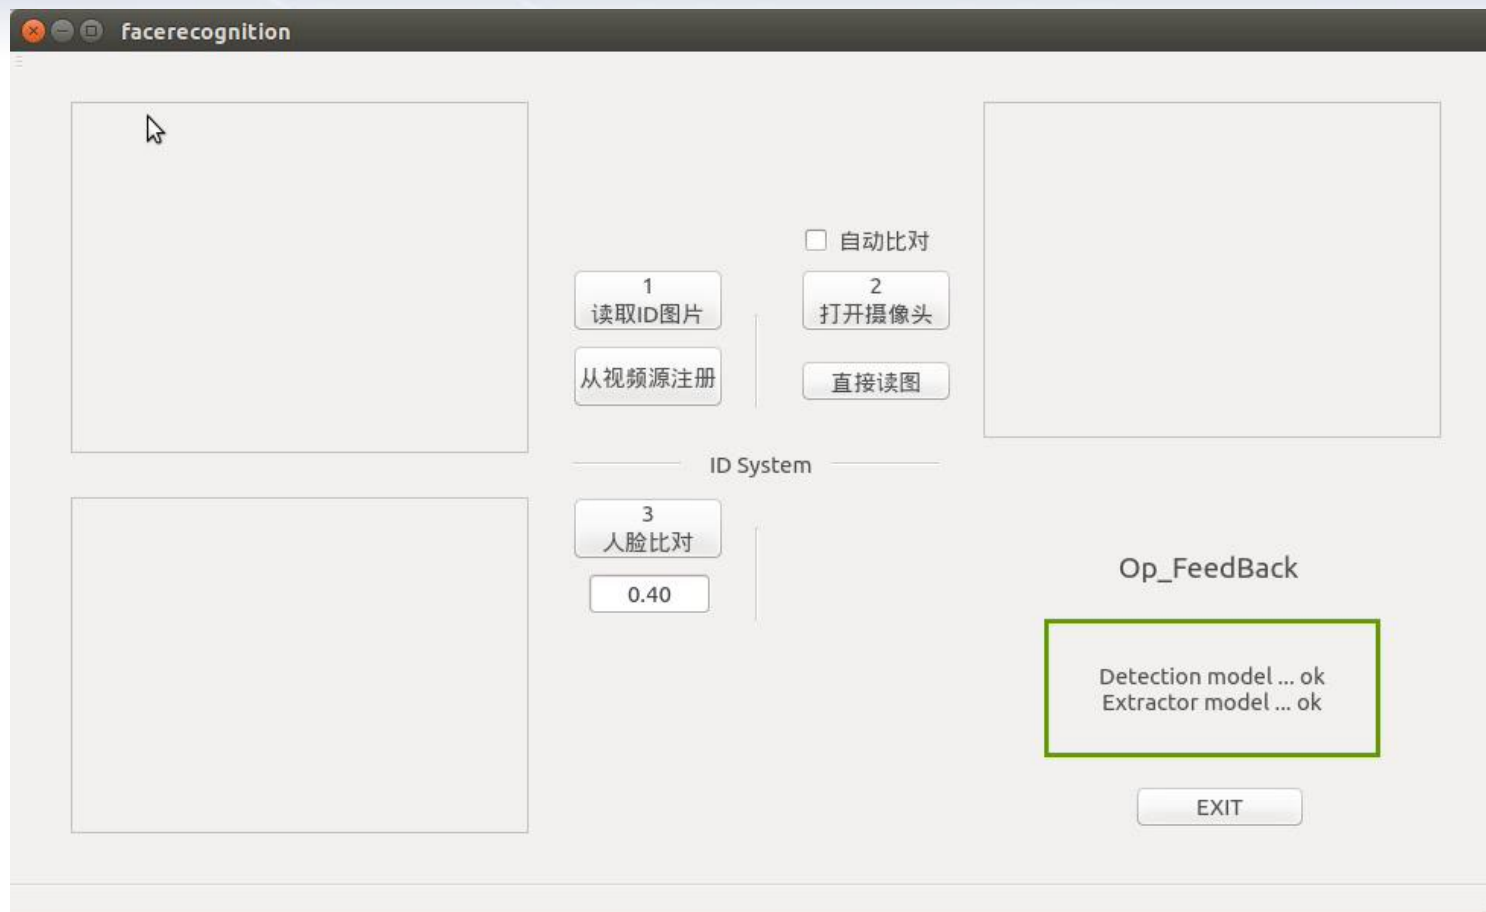 facerecognition
自动比对
1
读取ID图片
2
打开摄像头
从视频源注册
直接读图
ID System
3
人脸比对
0.40
Op_FeedBack
Detection model ... ok
Extractor model ... ok
EXIT